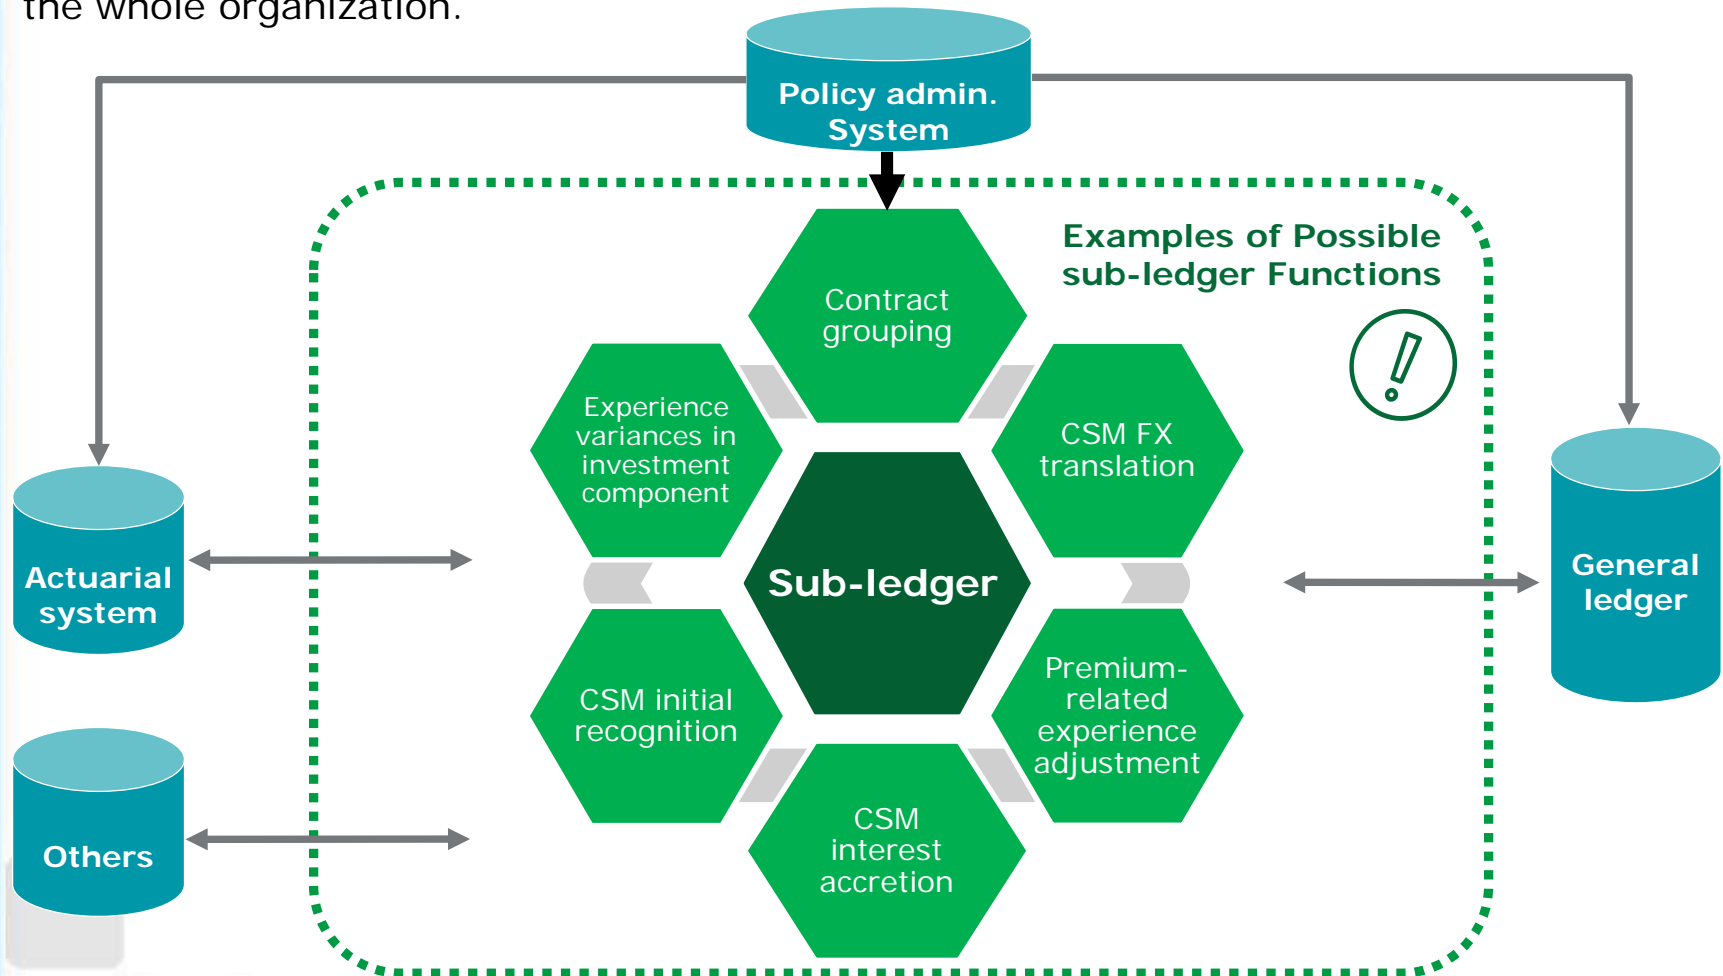 the whole organization.
Policy admin.
System
Examples of Possible
sub-ledger Functions
Contract
grouping
Experience
variances in
investment
component
CSM FX
translation
Actuarial
system
Sub-ledger
General
ledger
CSM initial
recognition
Premium-
related
experience
adjustment
Others
CSM
interest
accretion